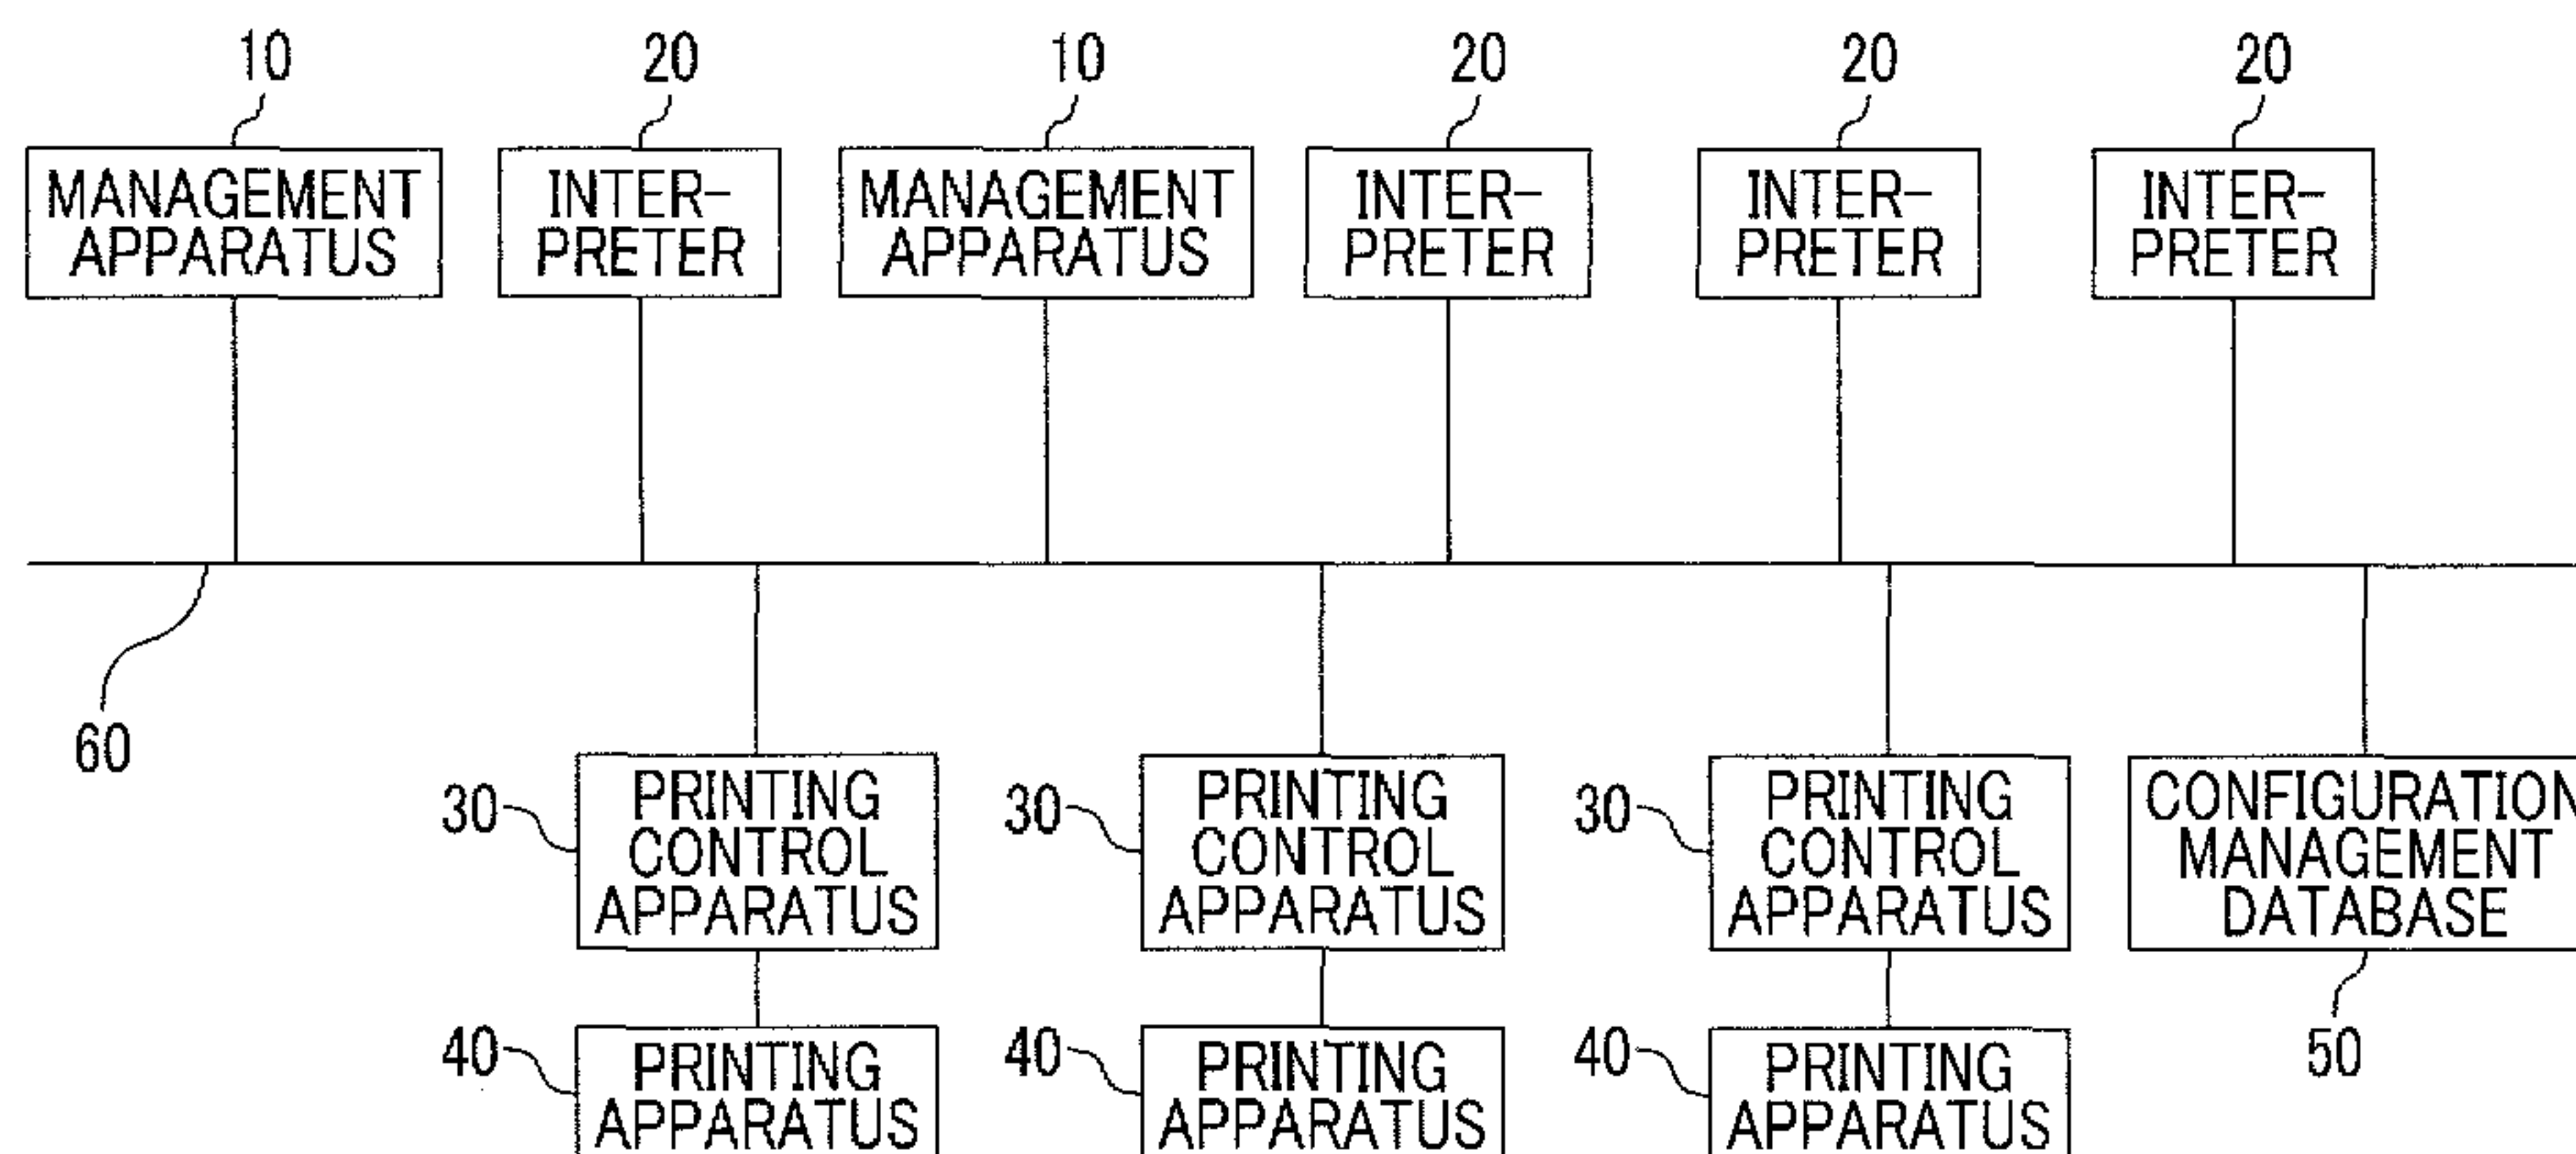 10
20
10
20
20
20
MANAGEMENT
APPARATUS
INTER-
PRETER
MANAGEMENT
APPARATUS
INTER-
PRETER
INTER-
PRETER
INTER-
PRETER
60
30
PRINTING
CONTROL
APPARATUS
30
PRINTING
CONTROL
APPARATUS
30
PRINTING
CONTROL
APPARATUS
CONFIGURATION
MANAGEMENT
DATABASE
40
PRINTING
APPARATUS
40
PRINTING
APPARATUS
40
PRINTING
APPARATUS
50